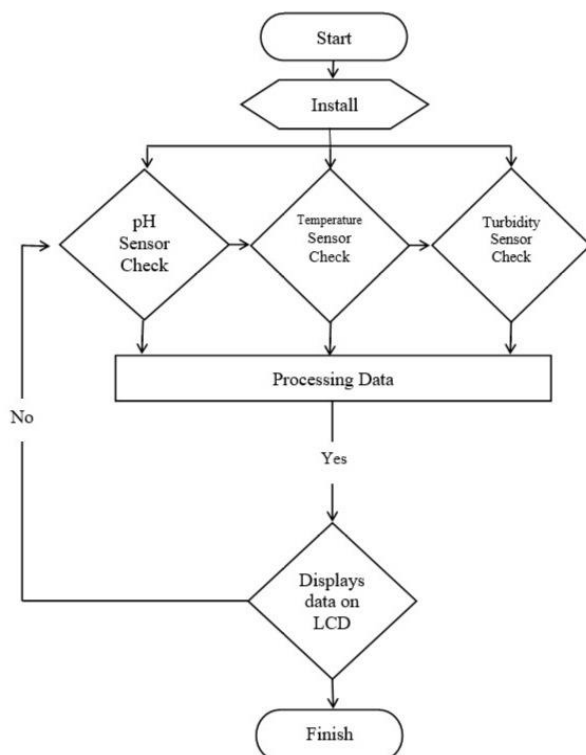 Start
Install
pH
Sensor
Check
Temperature
Sensor
Check
Turbidity
Sensor
Check
Processing Data
No
Yes
Displays
data on
LCD
Finish